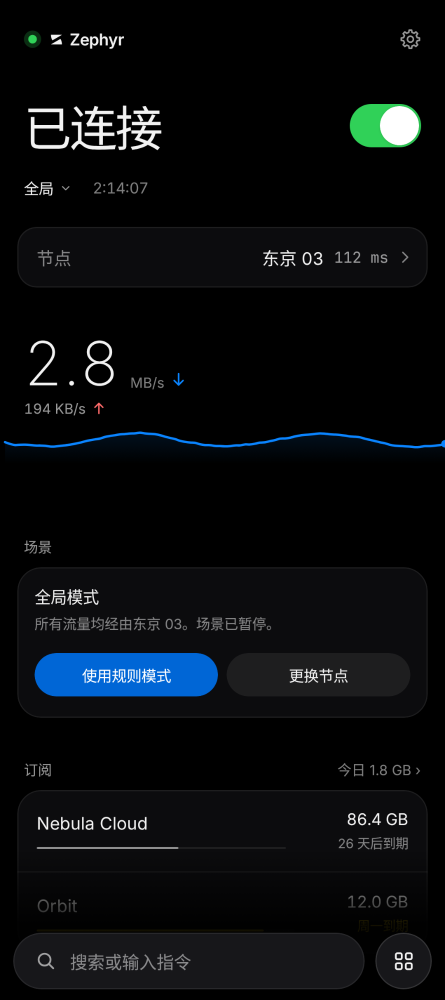 Zephyr
已连接
全局 2:14:07
节点 东京 03 112 ms
2.8 MB/s ↓
194 KB/s ↑
场景
全局模式
所有流量均经由东京 03。场景已暂停。
使用规则模式 更换节点
订阅 今日 1.8 GB ›
Nebula Cloud 86.4 GB
26 天后到期
Orbit 12.0 GB
周一到期
搜索或输入指令